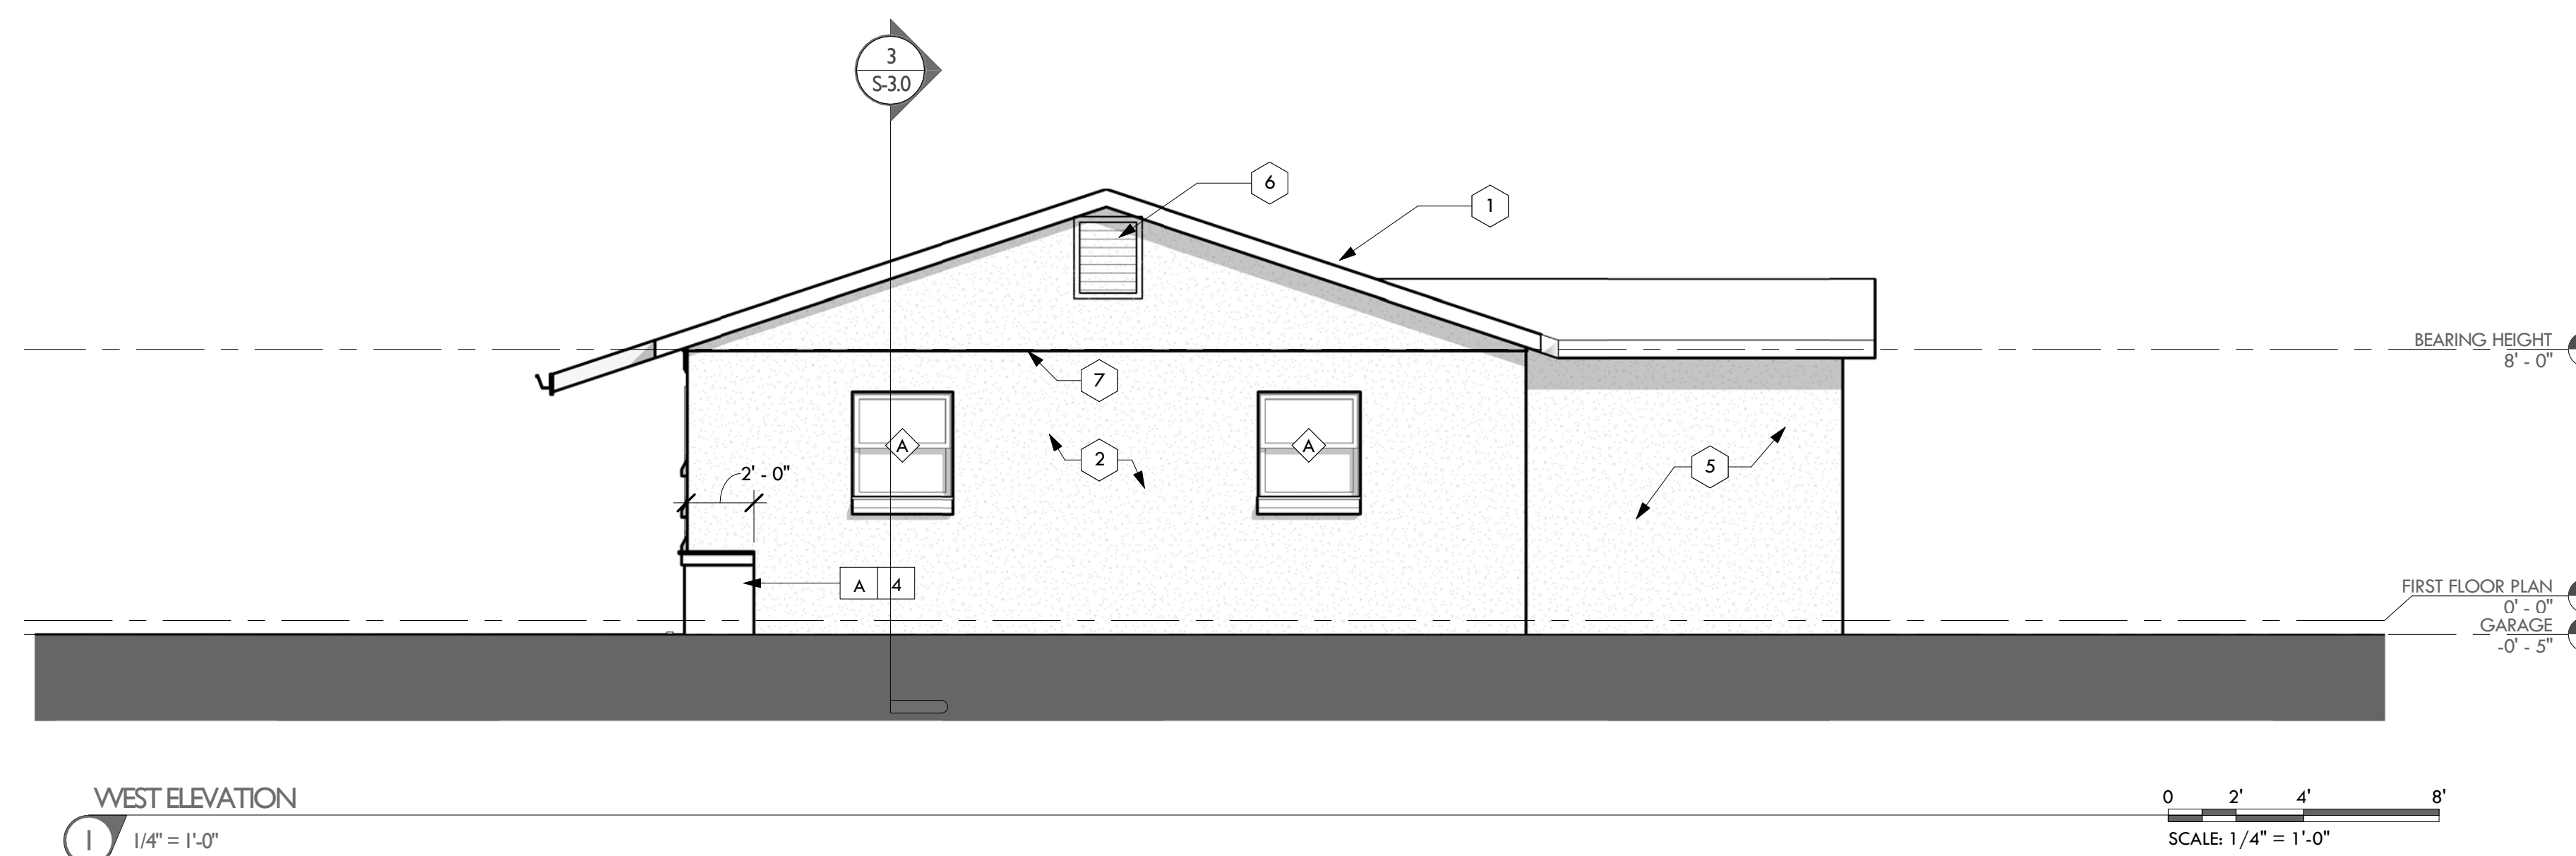 3
S-3.0
6
1
BEARING HEIGHT
8' - 0"
7
A
A
2
5
2' - 0"
A 4
FIRST FLOOR PLAN
0' - 0"
GARAGE
-0' - 5"
WEST ELEVATION
1
1/4" = 1'-0"
0 2' 4' 8'
SCALE: 1/4" = 1'-0"